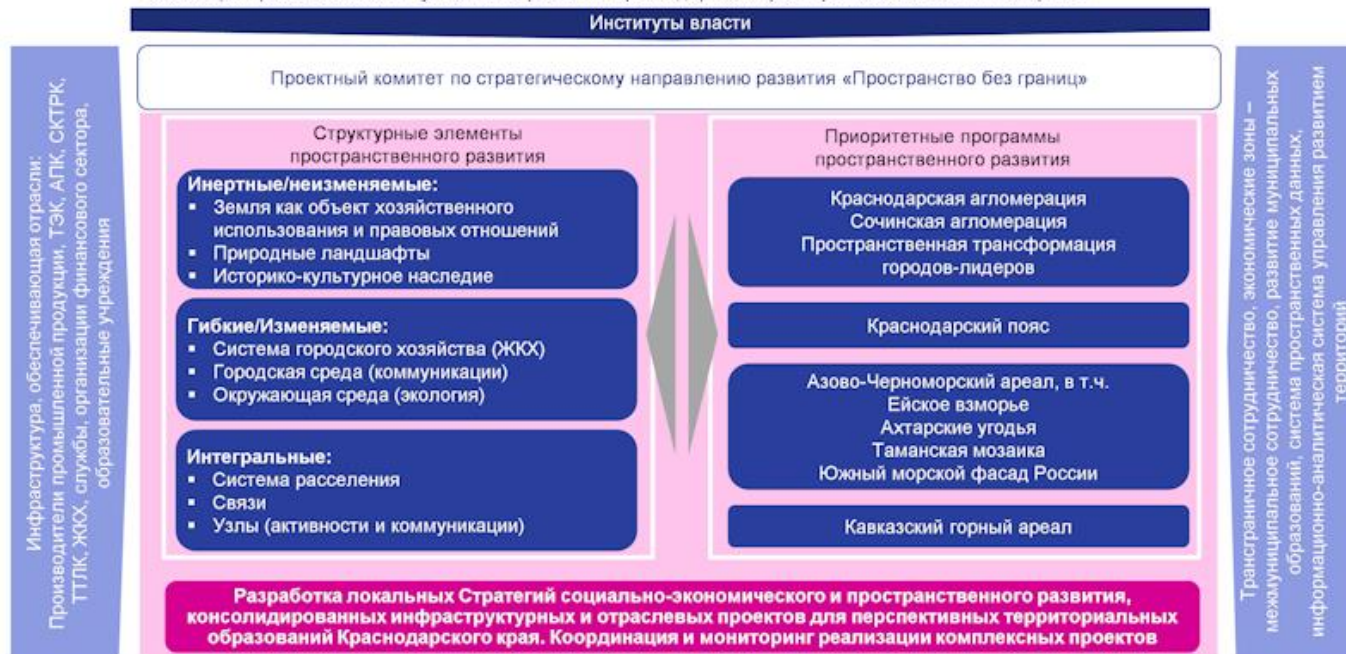 Институты власти
Проектный комитет по стратегическому направлению развития «Пространство без границ»
Инфраструктура, обеспечивающая отрасли:
Производители промышленной продукции, ТЭК, АПК, СКТРК,
ТТЛК, ЖКХ, службы, организации финансового сектора,
образовательные учреждения
Структурные элементы
пространственного развития
Инертные/неизменяемые:
▪ Земля как объект хозяйственного
использования и правовых отношений
▪ Природные ландшафты
▪ Историко-культурное наследие
Гибкие/Изменяемые:
▪ Система городского хозяйства (ЖКХ)
▪ Городская среда (коммуникации)
▪ Окружающая среда (экология)
Интегральные:
▪ Система расселения
▪ Связи
▪ Узлы (активности и коммуникации)
Приоритетные программы
пространственного развития
Краснодарская агломерация
Сочинская агломерация
Пространственная трансформация
городов-лидеров
Краснодарский пояс
Азово-Черноморский ареал, в т.ч.
Ейское взморье
Ахтарские угодья
Таманская мозаика
Южный морской фасад России
Кавказский горный ареал
Трансграничное сотрудничество, экономические зоны –
межмуниципальное сотрудничество, развитие муниципальных
образований, система пространственных данных,
информационно-аналитическая система управления развитием
территорий
Разработка локальных Стратегий социально-экономического и пространственного развития,
консолидированных инфраструктурных и отраслевых проектов для перспективных территориальных
образований Краснодарского края. Координация и мониторинг реализации комплексных проектов